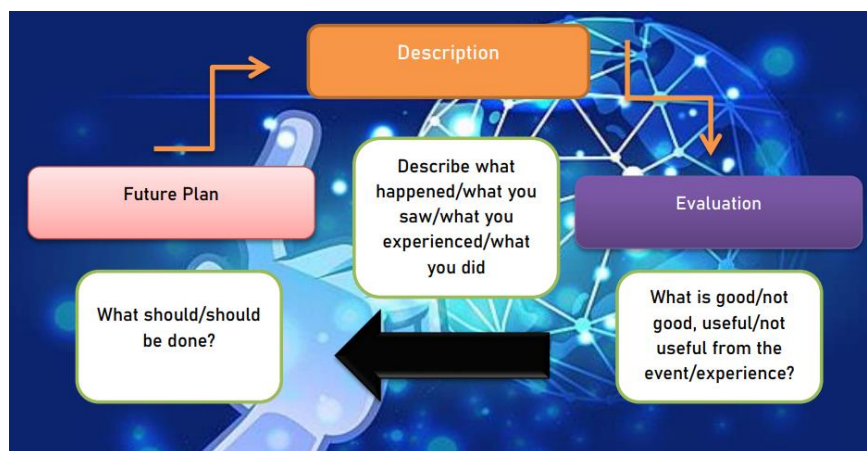 Description
Future Plan
Describe what
happened/what you
saw/what you
experienced/what
you did
Evaluation
What should/should
be done?
What is good/not
good, useful/not
useful from the
event/experience?